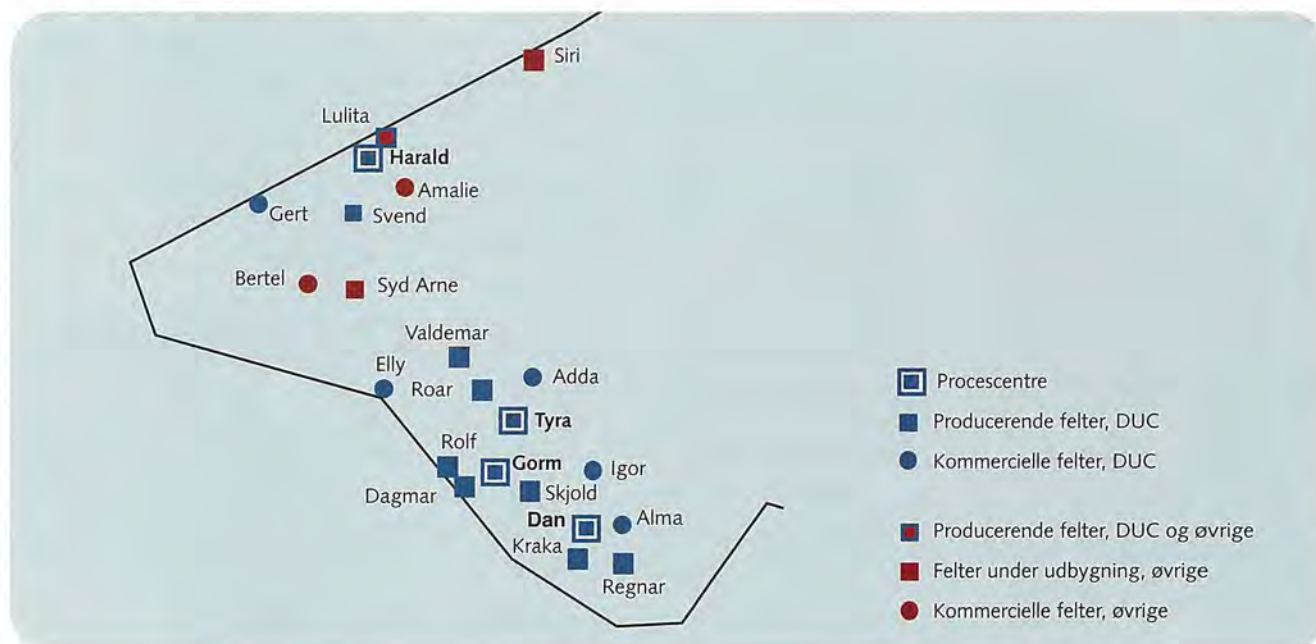 Siri
Lulita
Harald
Amalie
Gert
Svend
Bertel
Syd Arne
Valdemar
Elly
Roar
Adda
Tyra
Rolf
Gorm
Igor
Dagmar
Skjold
Dan
Alma
Kraka
Regnar
Procescentre
Producerende felter, DUC
Kommercielle felter, DUC
Producerende felter, DUC og øvrige
Felter under udbygning, øvrige
Kommercielle felter, øvrige